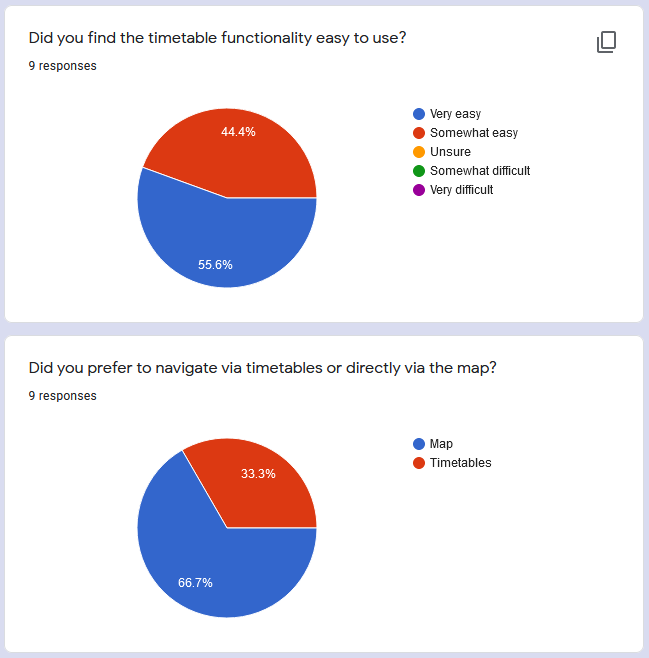 Did you find the timetable functionality easy to use?
9 responses
44.4%
55.6%
Very easy
Somewhat easy
Unsure
Somewhat difficult
Very difficult
Did you prefer to navigate via timetables or directly via the map?
9 responses
33.3%
66.7%
Map
Timetables